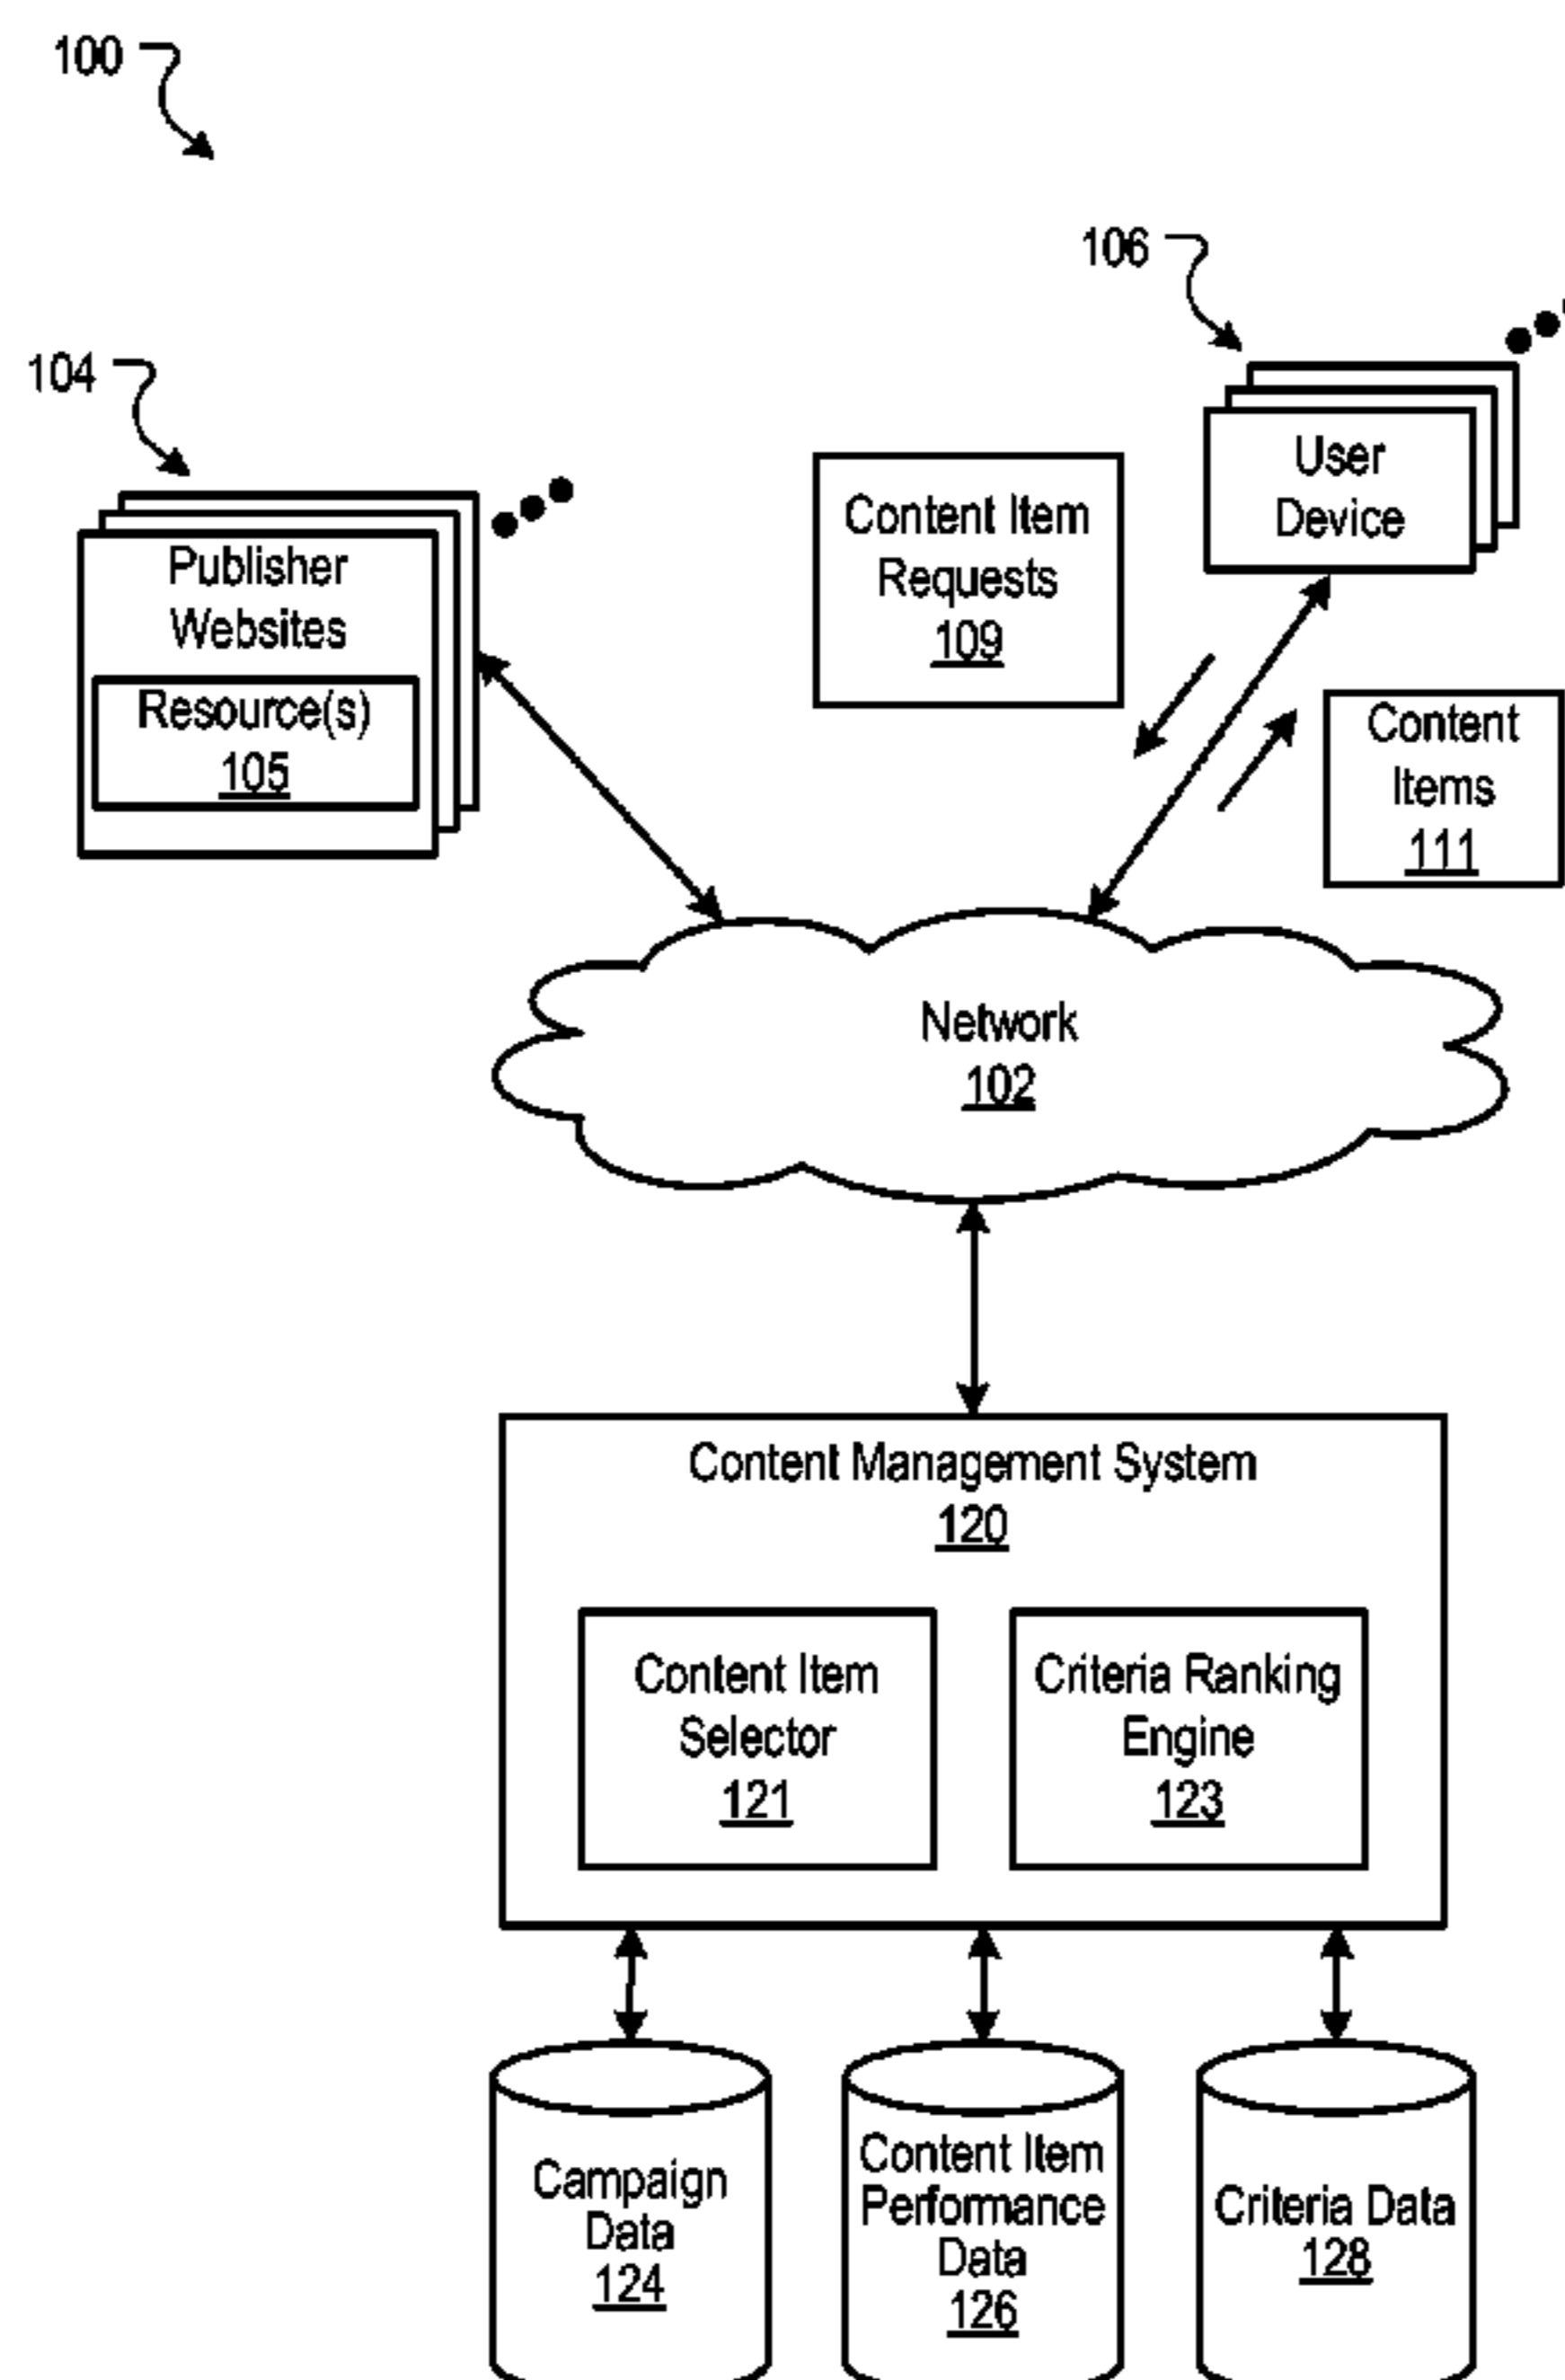 100
106
104
User
Device
Content Item
Requests
109
Publisher
Websites
Resource(s)
105
Content
Items
111
Network
102
Content Management System
120
Content Item
Selector
121
Criteria Ranking
Engine
123
Campaign
Data
124
Content Item
Performance
Data
126
Criteria Data
128